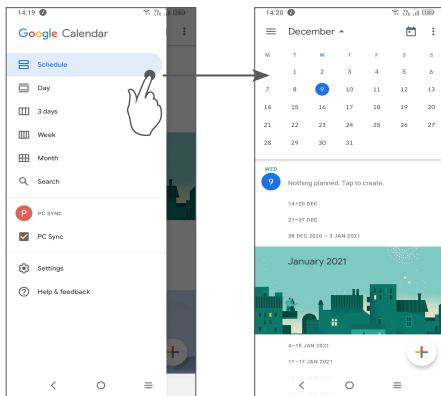 14:19
Google Calendar
Schedule
Day
3 days
Week
Month
Search
P PC SYNC
PC Sync
Settings
Help & feedback
14:20
December
M T W T F S S
1 2 3 4 5 6
7 8 9 10 11 12 13
14 15 16 17 18 19 20
21 22 23 24 25 26 27
28 29 30 31
WED
9 Nothing planned. Tap to create.
14–20 DEC
21–27 DEC
28 DEC 2020 – 3 JAN 2021
January 2021
4–10 JAN 2021
11–17 JAN 2021